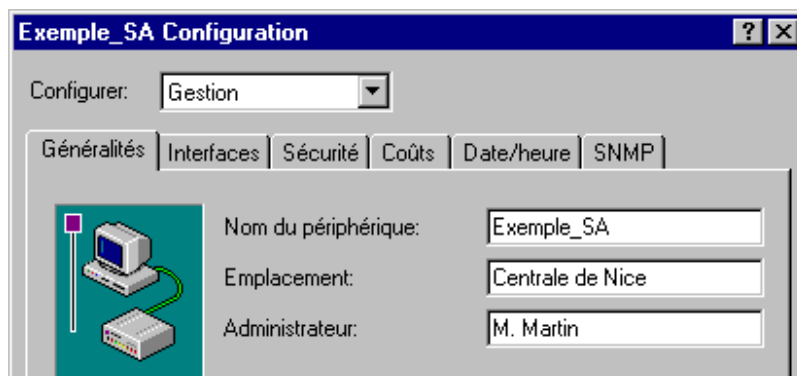 Exemple_SA Configuration
Configurer: Gestion
Généralités Interfaces Sécurité Coûts Date/heure SNMP
Nom du périphérique: Exemple_SA
Emplacement: Centrale de Nice
Administrateur: M. Martin